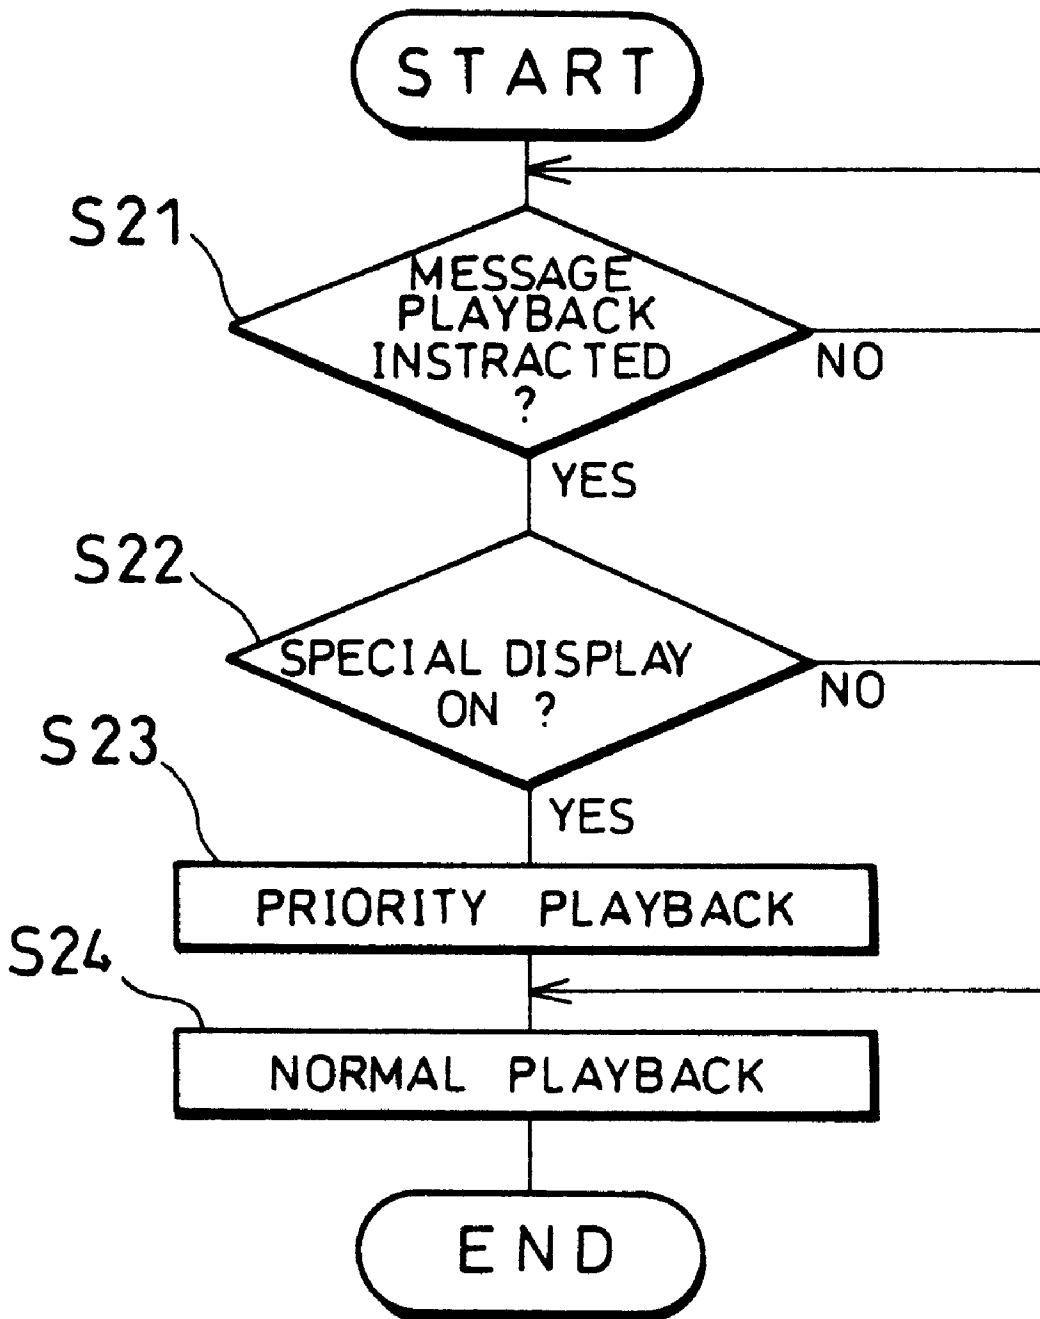 START
S21
MESSAGE
PLAYBACK
INSTRACTED
?
NO
YES
S22
SPECIAL DISPLAY
ON ?
NO
S23
YES
PRIORITY PLAYBACK
S24
NORMAL PLAYBACK
END